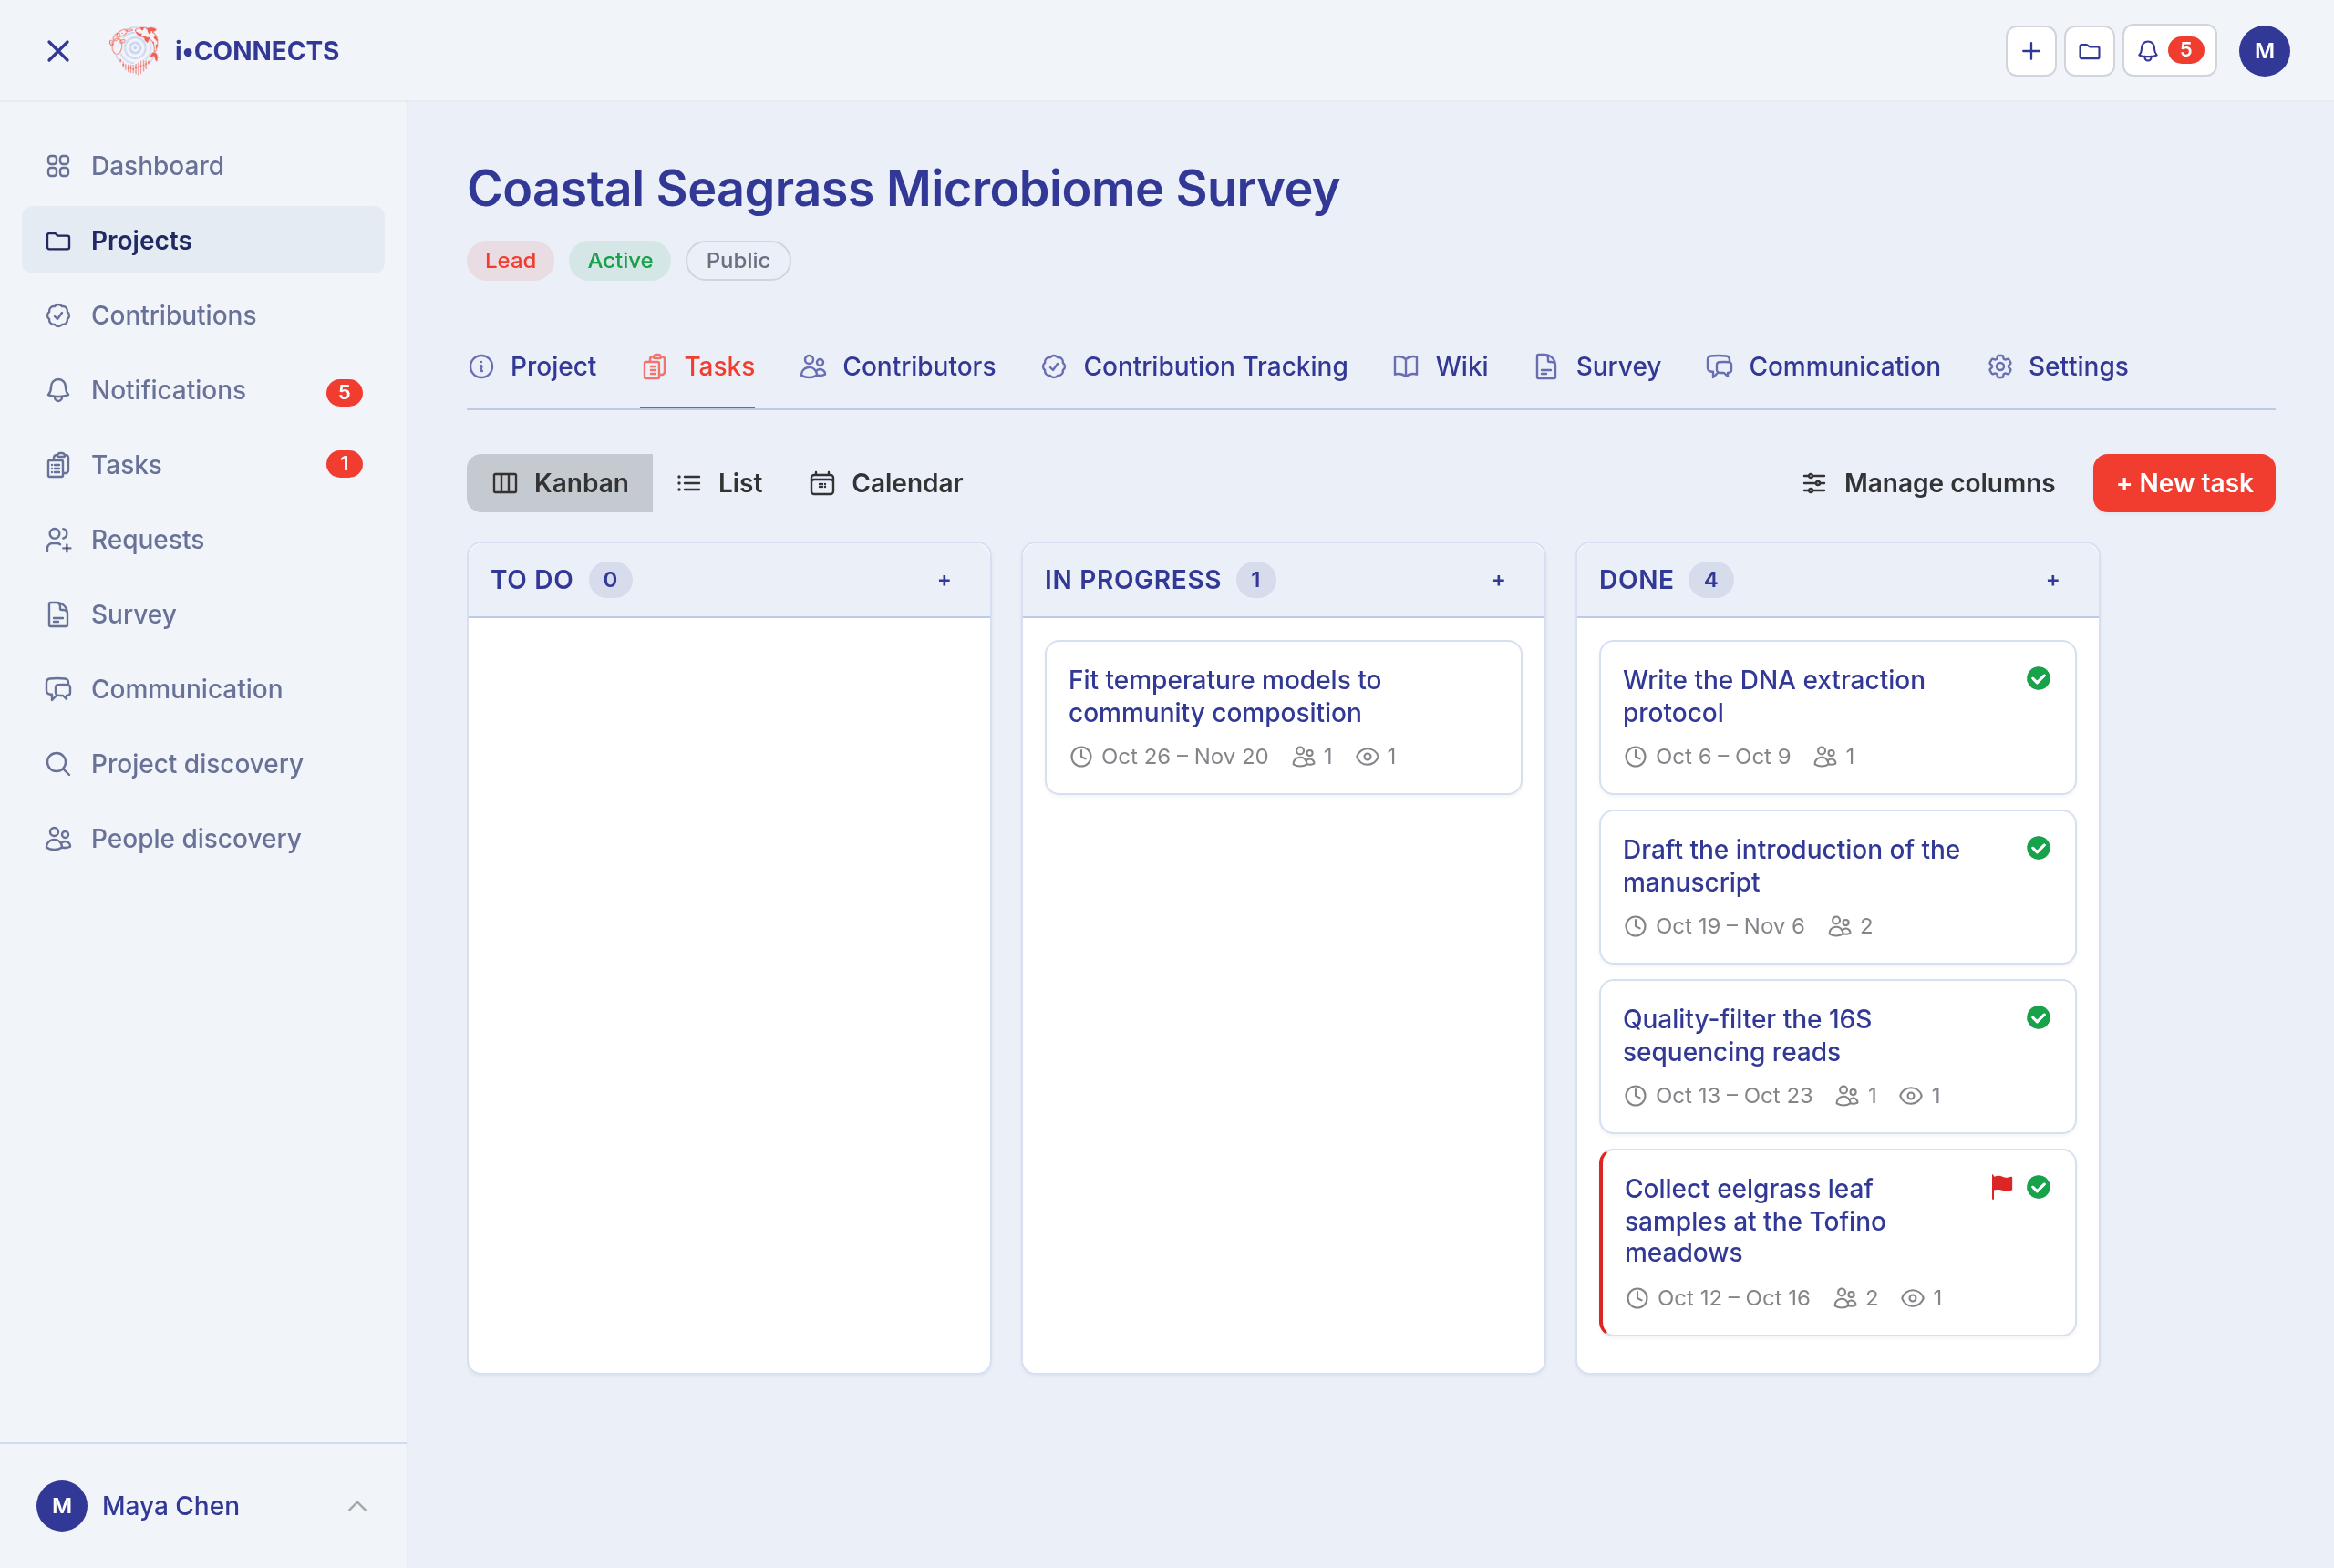 i•CONNECTS
5
M
Dashboard
Projects
Contributions
Notifications 5
Tasks 1
Requests
Survey
Communication
Project discovery
People discovery
M Maya Chen
Coastal Seagrass Microbiome Survey
Lead Active Public
Project Tasks Contributors Contribution Tracking Wiki Survey Communication Settings
Kanban List Calendar Manage columns + New task
TO DO 0 +
IN PROGRESS 1 +
Fit temperature models to
community composition
Oct 26 – Nov 20 1 1
DONE 4 +
Write the DNA extraction
protocol
Oct 6 – Oct 9 1
Draft the introduction of the
manuscript
Oct 19 – Nov 6 2
Quality-filter the 16S
sequencing reads
Oct 13 – Oct 23 1 1
Collect eelgrass leaf
samples at the Tofino
meadows
Oct 12 – Oct 16 2 1